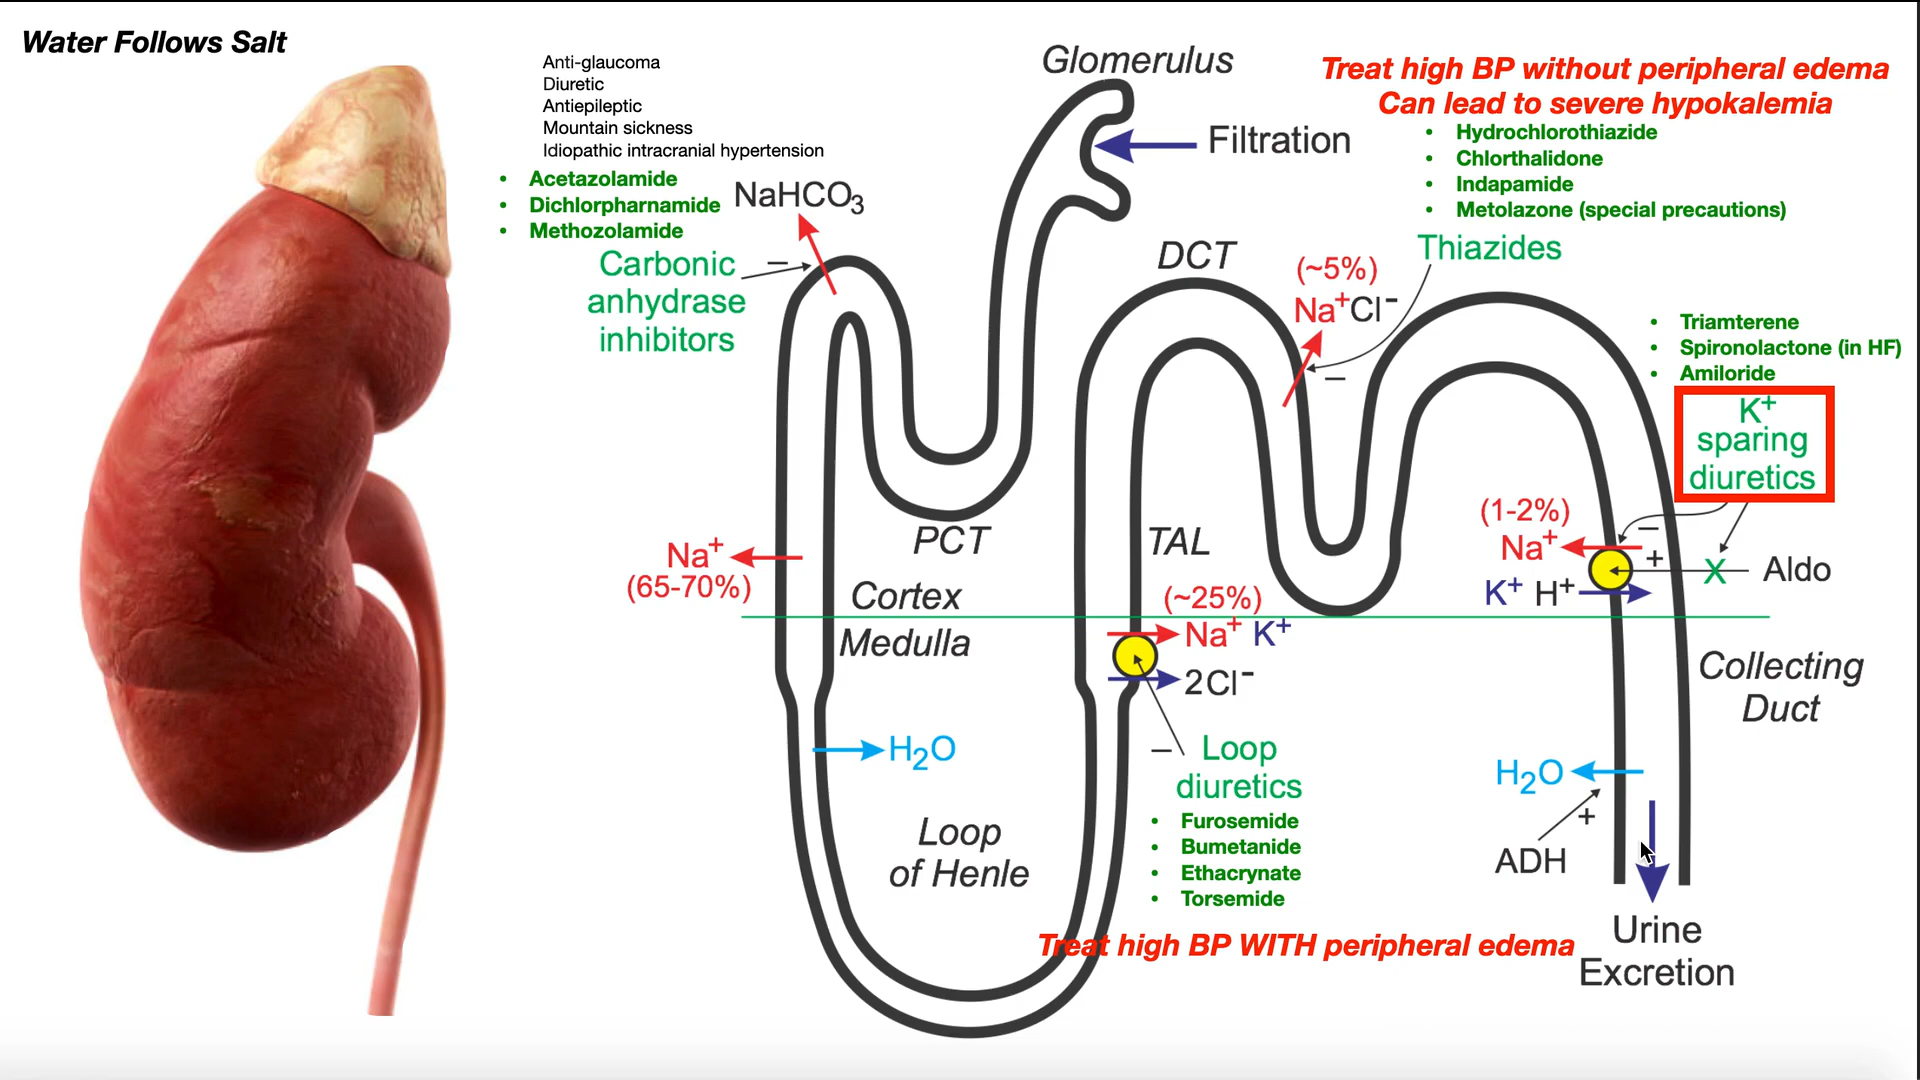 Water Follows Salt
Anti-glaucoma
Diuretic
Antiepileptic
Mountain sickness
Idiopathic intracranial hypertension
• Acetazolamide
• Dichlorpharnamide
• Methozolamide
NaHCO₃
Carbonic
anhydrase
inhibitors
−
Glomerulus
Filtration
Treat high BP without peripheral edema
Can lead to severe hypokalemia
• Hydrochlorothiazide
• Chlorthalidone
• Indapamide
• Metolazone (special precautions)
Thiazides
DCT
(~5%)
Na⁺Cl⁻
−
• Triamterene
• Spironolactone (in HF)
• Amiloride
K⁺
sparing
diuretics
PCT
Na⁺
(65-70%)
Cortex
Medulla
TAL
(~25%)
Na⁺ K⁺
2Cl⁻
(1-2%)
Na⁺
−
+
X
Aldo
K⁺ H⁺
Collecting
Duct
H₂O
Loop
of Henle
−
Loop
diuretics
• Furosemide
• Bumetanide
• Ethacrynate
• Torsemide
Treat high BP WITH peripheral edema
H₂O
+
ADH
Urine
Excretion